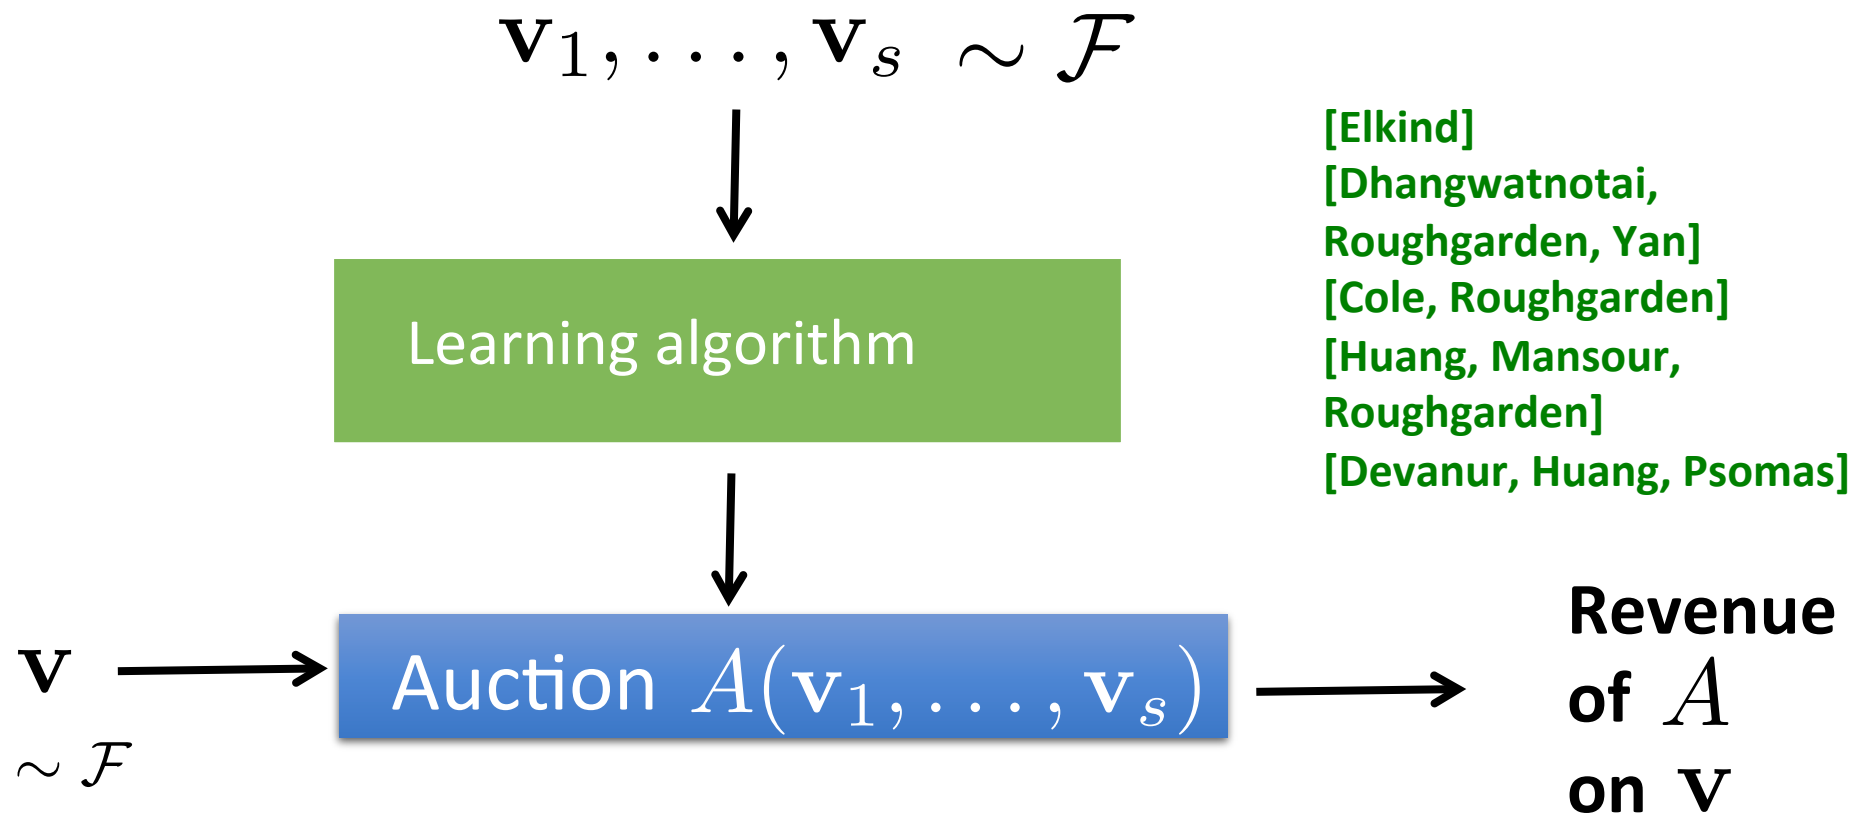 𝐯₁, . . . , 𝐯ₛ ∼ ℱ
[Elkind]
[Dhangwatnotai,
Roughgarden, Yan]
[Cole, Roughgarden]
[Huang, Mansour,
Roughgarden]
[Devanur, Huang, Psomas]
Learning algorithm
𝐯
∼ ℱ
Auction A(𝐯₁, . . . , 𝐯ₛ)
Revenue
of A
on 𝐯